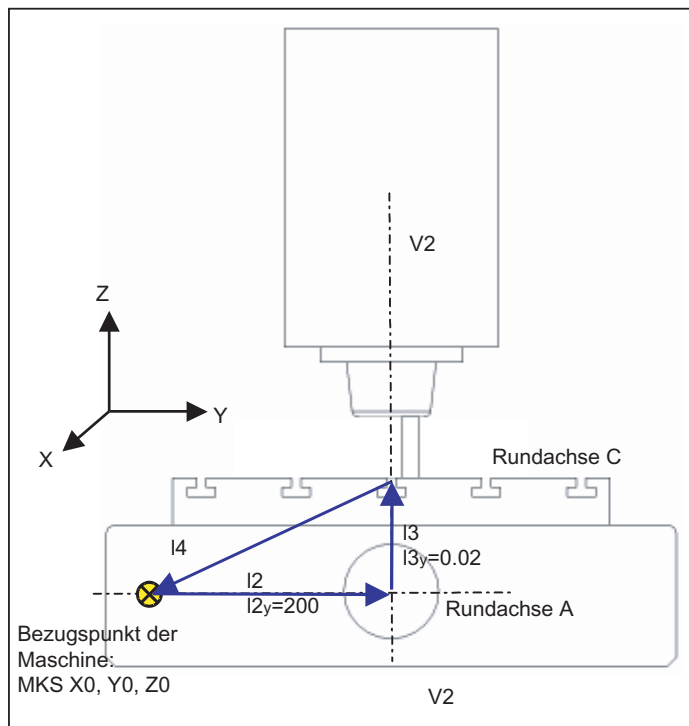 V2
Z
Y
X
Rundachse C
l3
l3y=0.02
l4
l2
l2y=200
Rundachse A
Bezugspunkt der
Maschine:
MKS X0, Y0, Z0
V2